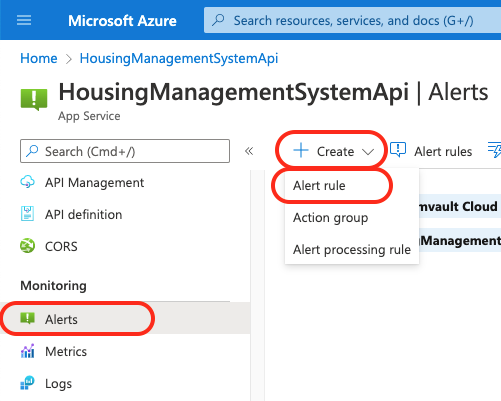 Microsoft Azure
Search resources, services, and docs (G+/)
Home > HousingManagementSystemApi
HousingManagementSystemApi | Alerts
App Service
Search (Cmd+/)
«
Create
Alert rules
API Management
API definition
CORS
Monitoring
Alerts
Metrics
Logs
Alert rule
Action group
Alert processing rule
mvault Cloud
gManagement